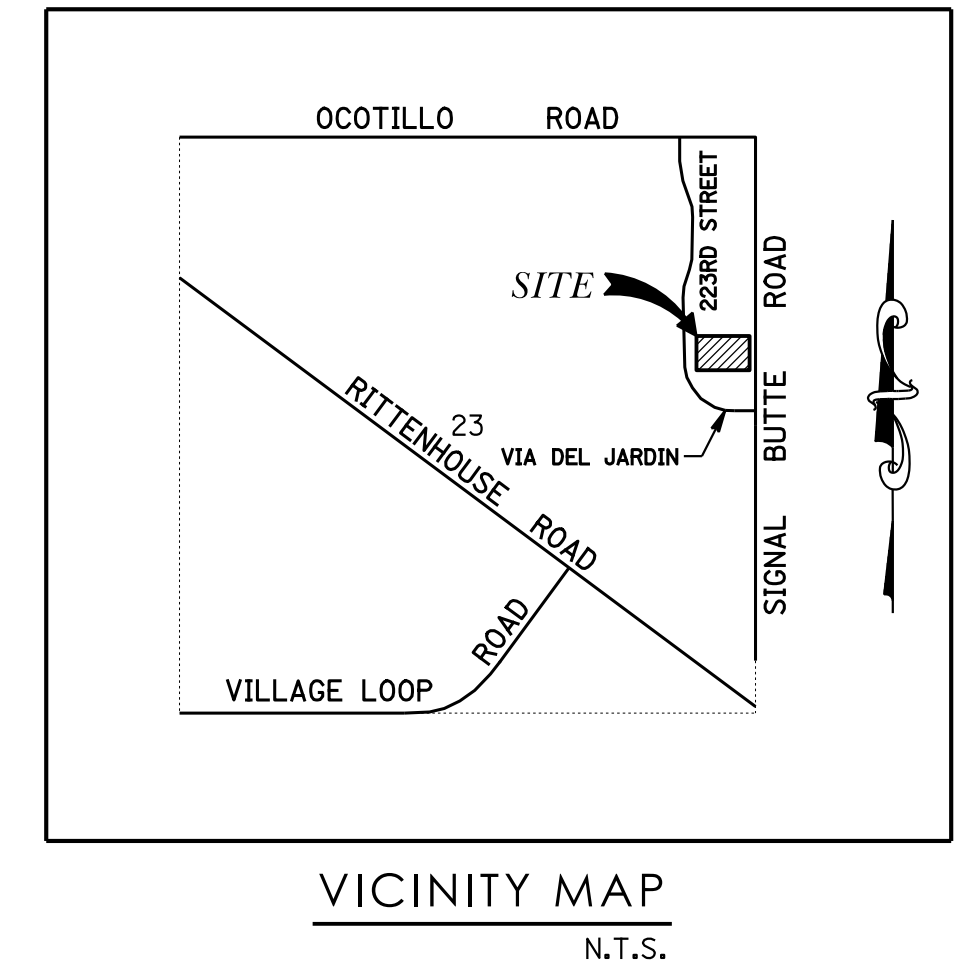 OCOTILLO ROAD
223RD STREET
SITE
SIGNAL BUTTE ROAD
RITTENHOUSE ROAD
23
VIA DEL JARDIN
VILLAGE LOOP ROAD
VICINITY MAP
N.T.S.